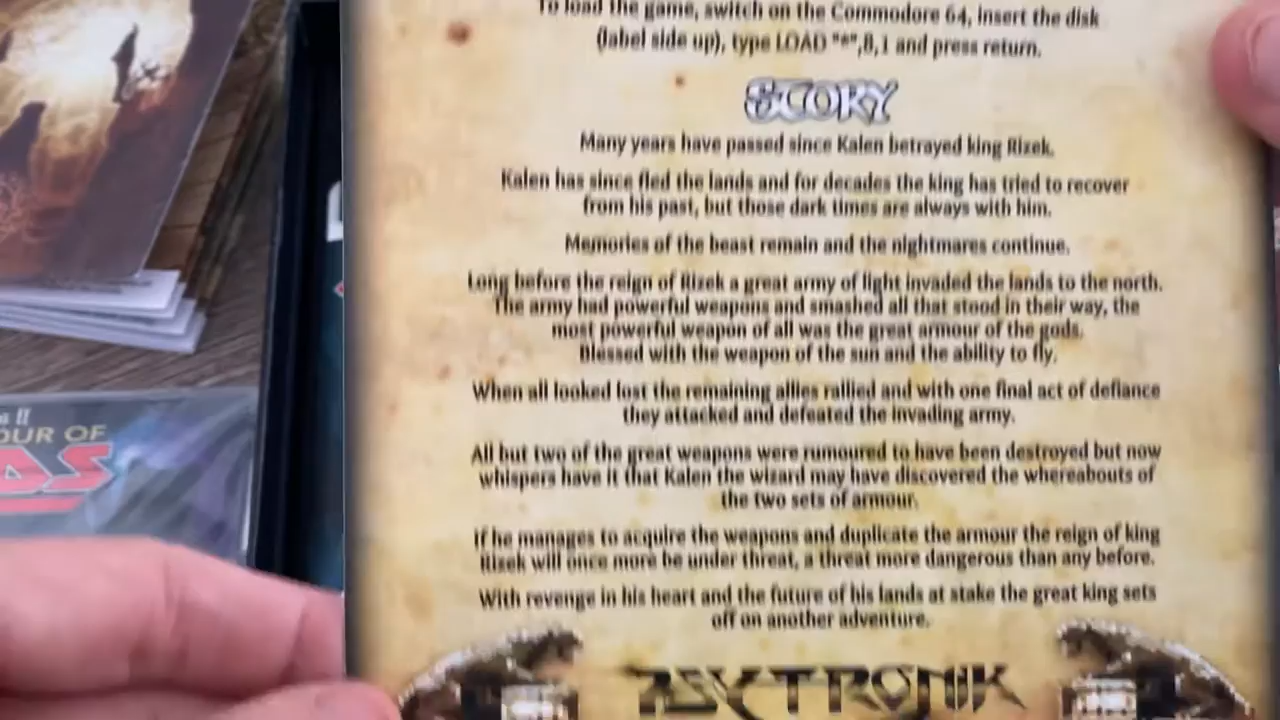 To load the game, switch on the Commodore 64, insert the disk
(label side up), type LOAD "*",8,1 and press return.
STORY
Many years have passed since Kalen betrayed king Rizek.
Kalen has since fled the lands and for decades the king has tried to recover
from his past, but those dark times are always with him.
Memories of the beast remain and the nightmares continue.
Long before the reign of Rizek a great army of light invaded the lands to the north.
The army had powerful weapons and smashed all that stood in their way, the
most powerful weapon of all was the great armour of the gods.
Blessed with the weapon of the sun and the ability to fly.
When all looked lost the remaining allies rallied and with one final act of defiance
they attacked and defeated the invading army.
All but two of the great weapons were rumoured to have been destroyed but now
whispers have it that Kalen the wizard may have discovered the whereabouts of
the two sets of armour.
If he manages to acquire the weapons and duplicate the armour the reign of king
Rizek will once more be under threat, a threat more dangerous than any before.
With revenge in his heart and the future of his lands at stake the great king sets
off on another adventure.
PSYTRONIK
II
OUR OF